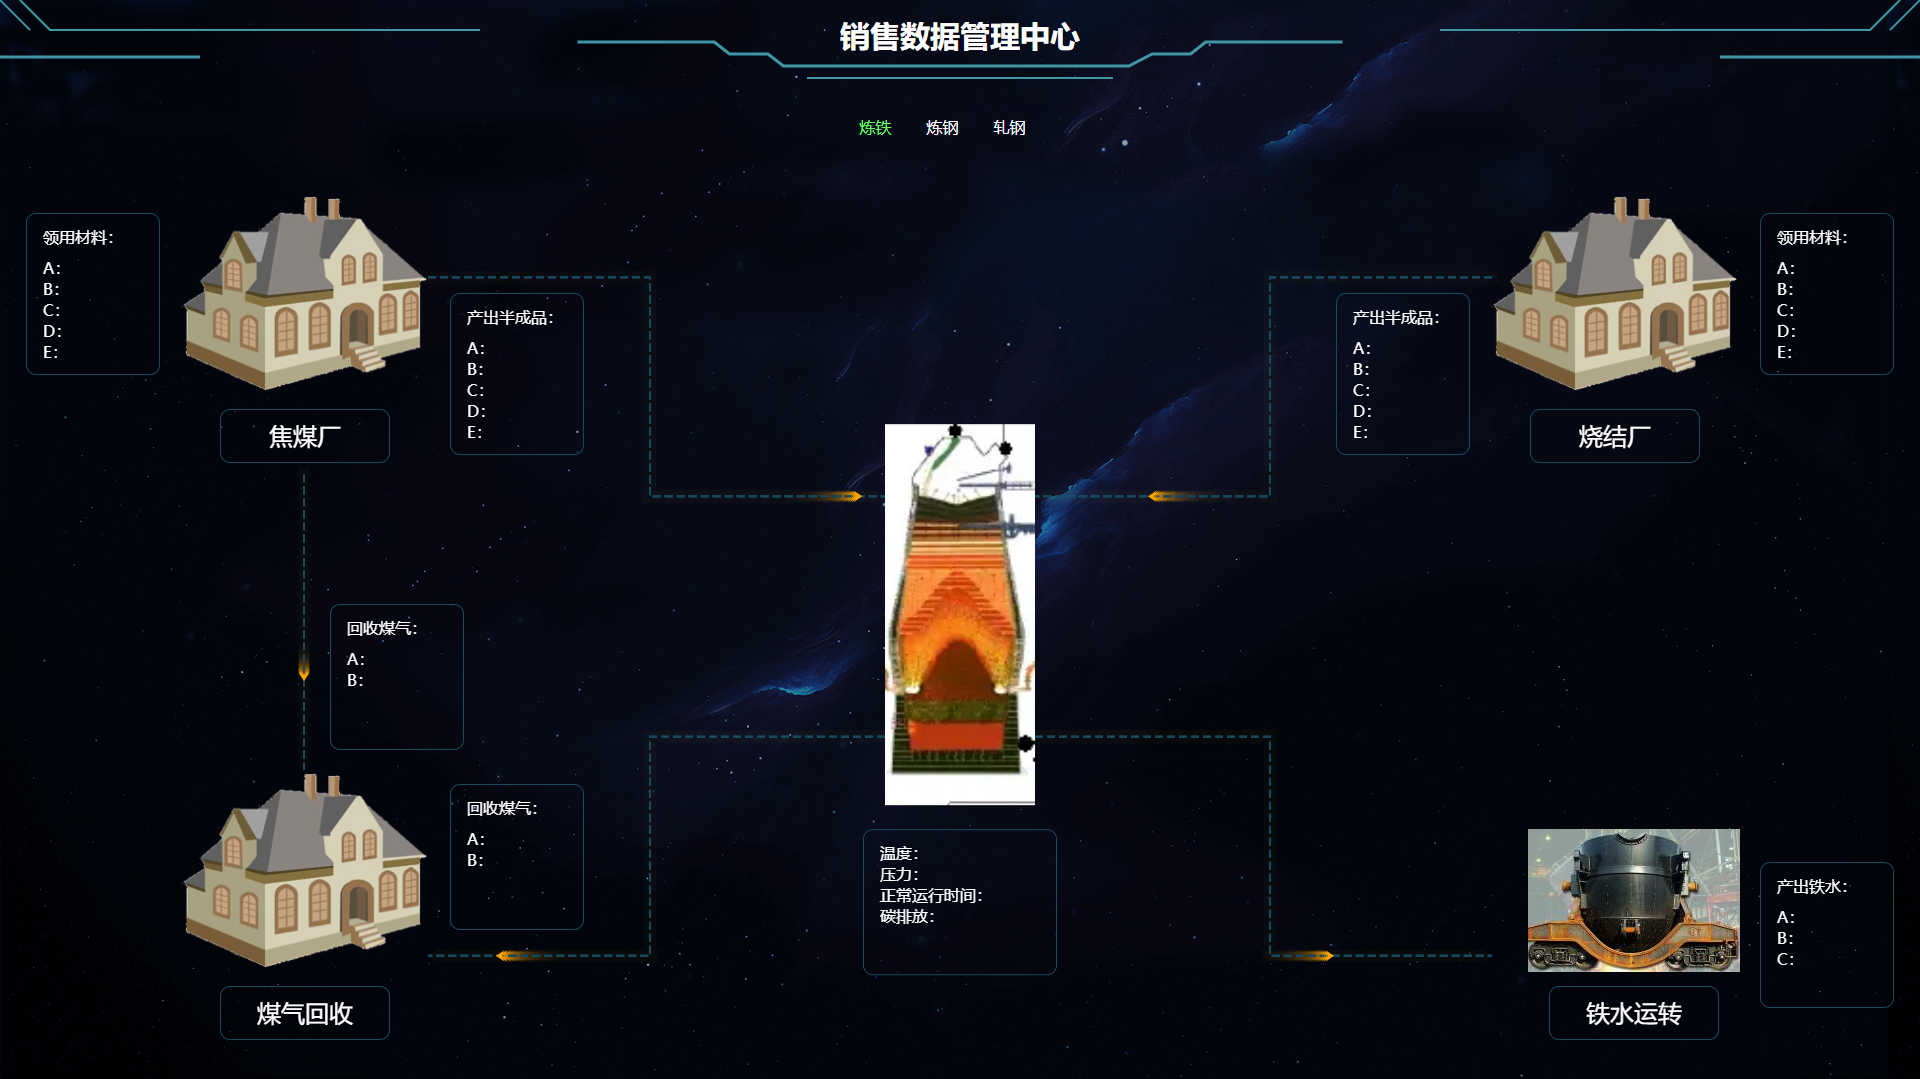 销售数据管理中心
炼铁 炼钢 轧钢
领用材料：
A：
B：
C：
D：
E：
焦煤厂
产出半成品：
A：
B：
C：
D：
E：
产出半成品：
A：
B：
C：
D：
E：
烧结厂
领用材料：
A：
B：
C：
D：
E：
回收煤气：
A：
B：
回收煤气：
A：
B：
煤气回收
温度：
压力：
正常运行时间：
碳排放：
产出铁水：
A：
B：
C：
铁水运转